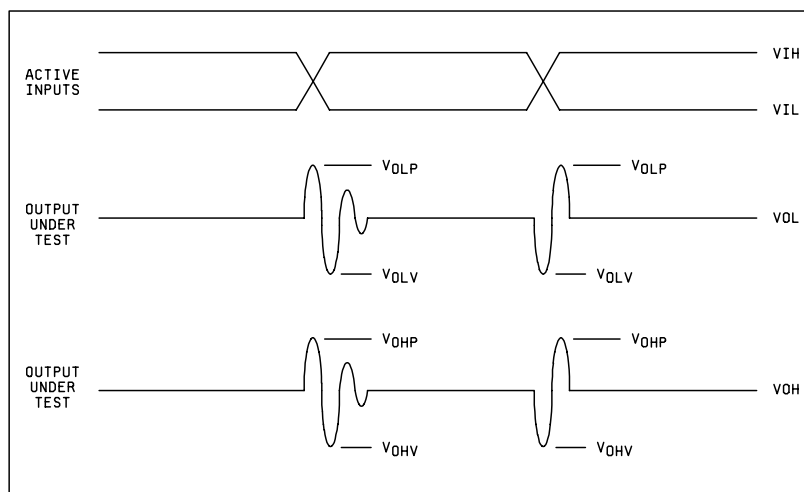 ACTIVE
INPUTS
VIH
VIL
VOLP
VOLP
OUTPUT
UNDER
TEST
VOL
VOLV
VOLV
VOHP
VOHP
OUTPUT
UNDER
TEST
VOH
VOHV
VOHV